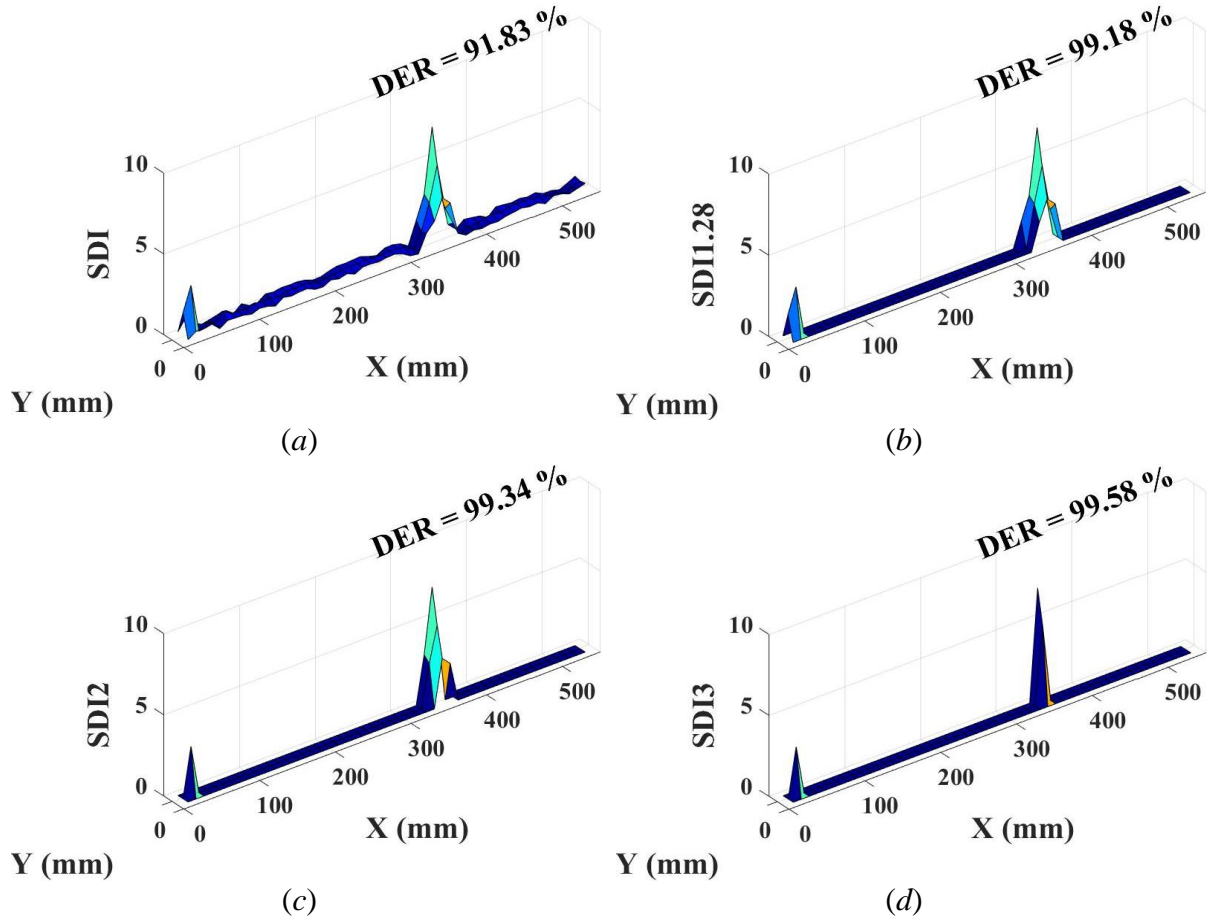 DER = 91.83 %
10
5
0
SDI
0
0
100
200
300
400
500
X (mm)
Y (mm)
(a)
DER = 99.18 %
10
5
0
SDI1.28
0
0
100
200
300
400
500
X (mm)
Y (mm)
(b)
DER = 99.34 %
10
5
0
SDI2
0
0
100
200
300
400
500
X (mm)
Y (mm)
(c)
DER = 99.58 %
10
5
0
SDI3
0
0
100
200
300
400
500
X (mm)
Y (mm)
(d)